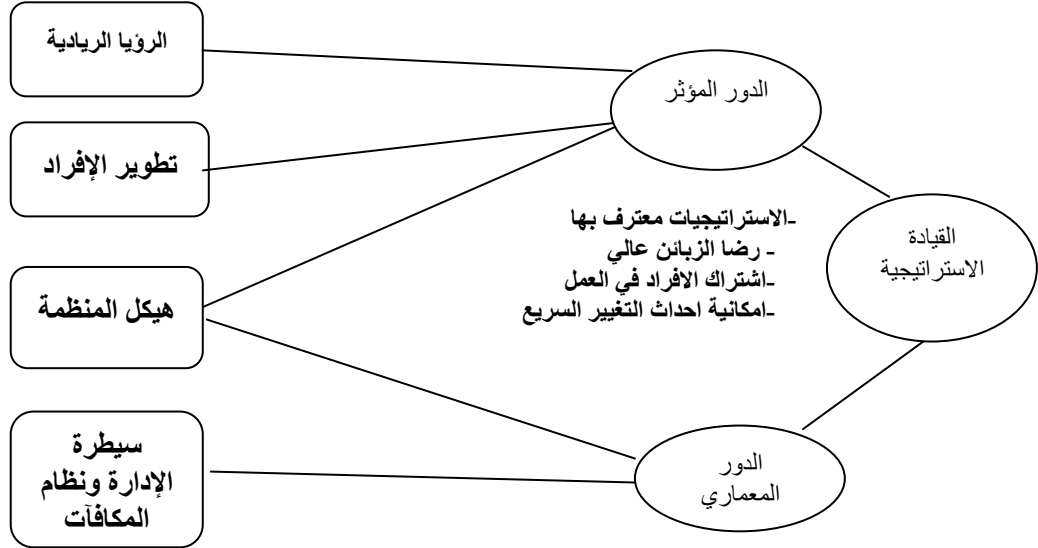 الرؤيا الريادية
الدور المؤثر
تطوير الإفراد
-الاستراتيجيات معترف بها
- رضا الزبائن عالي
-اشتراك الافراد في العمل
-امكانية احداث التغيير السريع
القيادة
الاستراتيجية
هيكل المنظمة
سيطرة
الإدارة ونظام
المكافآت
الدور
المعماري